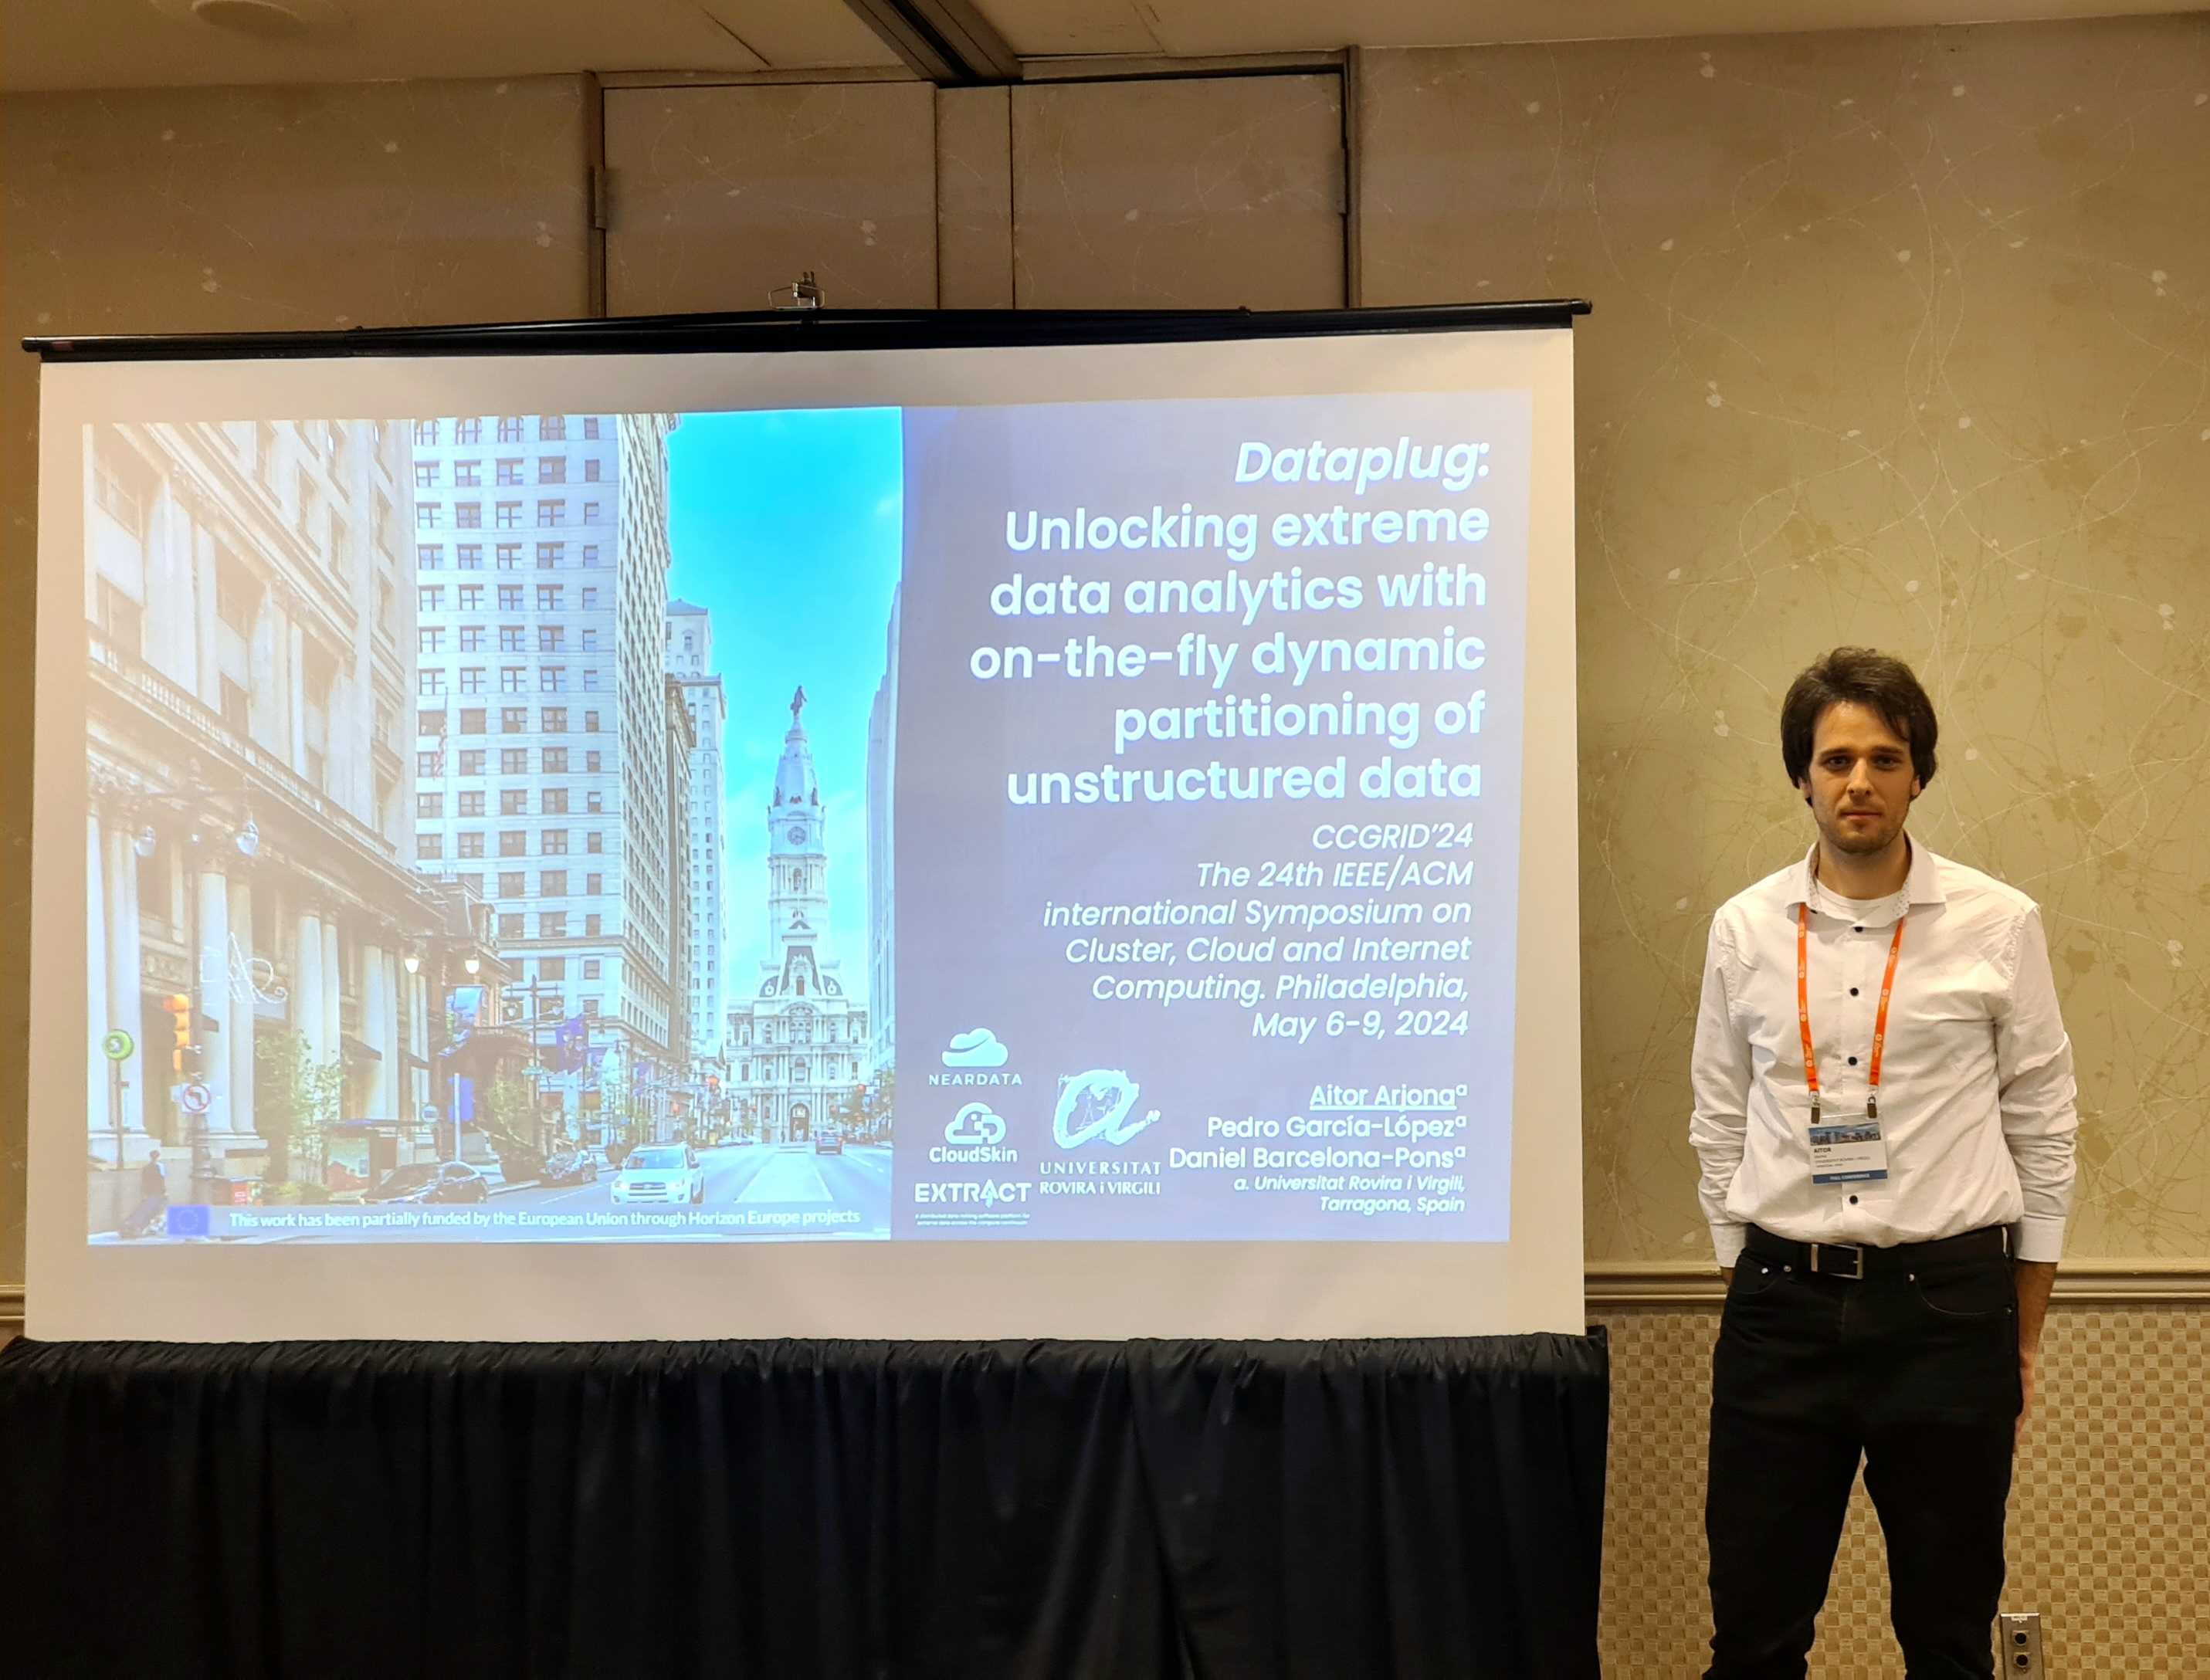 Dataplug:
Unlocking extreme
data analytics with
on-the-fly dynamic
partitioning of
unstructured data
CCGRID'24
The 24th IEEE/ACM
international Symposium on
Cluster, Cloud and Internet
Computing. Philadelphia,
May 6-9, 2024
Aitor Arjonaᵃ
Pedro García-Lópezᵃ
Daniel Barcelona-Ponsᵃ
a. Universitat Rovira i Virgili,
Tarragona, Spain
NEARDATA
CloudSkin
EXTRACT
UNIVERSITAT
ROVIRA i VIRGILI
This work has been partially funded by the European Union through Horizon Europe projects
AITOR